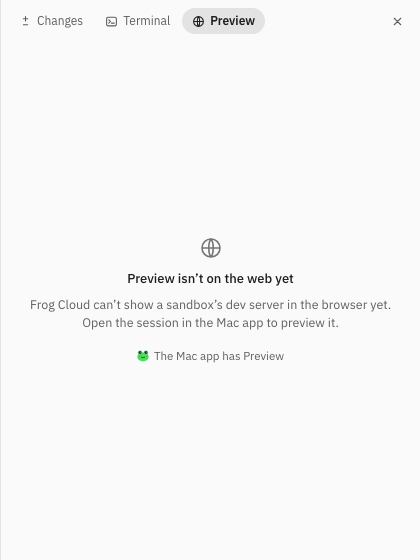 Changes
Terminal
Preview
Preview isn’t on the web yet
Frog Cloud can’t show a sandbox’s dev server in the browser yet.
Open the session in the Mac app to preview it.
The Mac app has Preview